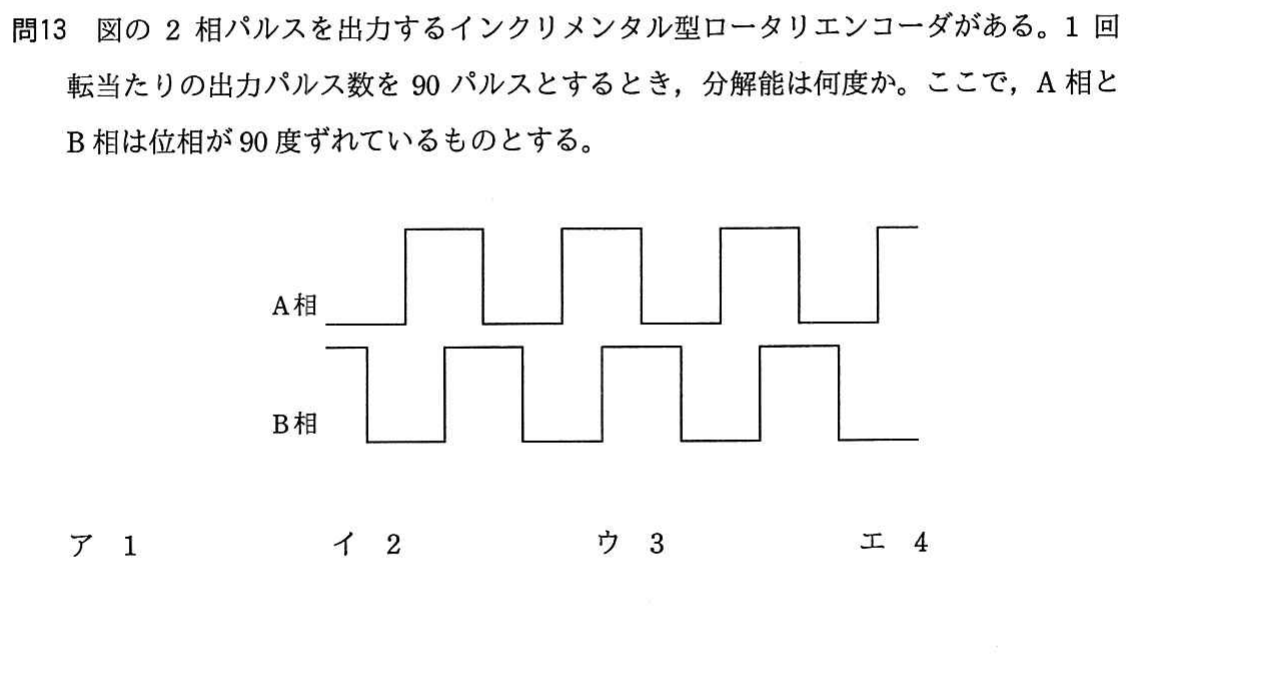 問13 図の 2 相パルスを出力するインクリメンタル型ロータリエンコーダがある。1 回
転当たりの出力パルス数を 90 パルスとするとき，分解能は何度か。ここで，A 相と
B 相は位相が 90 度ずれているものとする。
A相
B相
ア 1 イ 2 ウ 3 エ 4